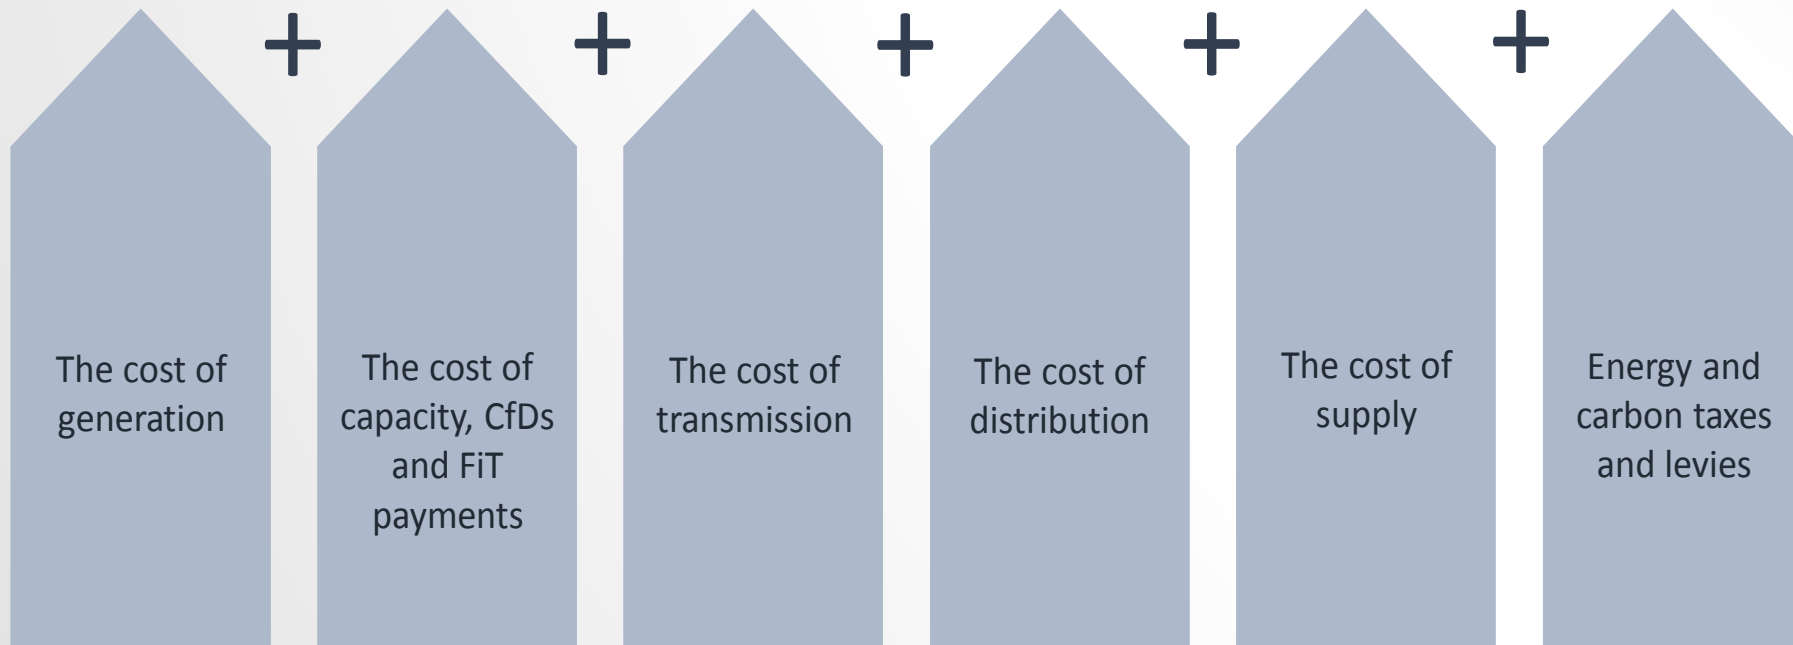 +
+
+
+
+
The cost of
generation
The cost of
capacity, CfDs
and FiT
payments
The cost of
transmission
The cost of
distribution
The cost of
supply
Energy and
carbon taxes
and levies